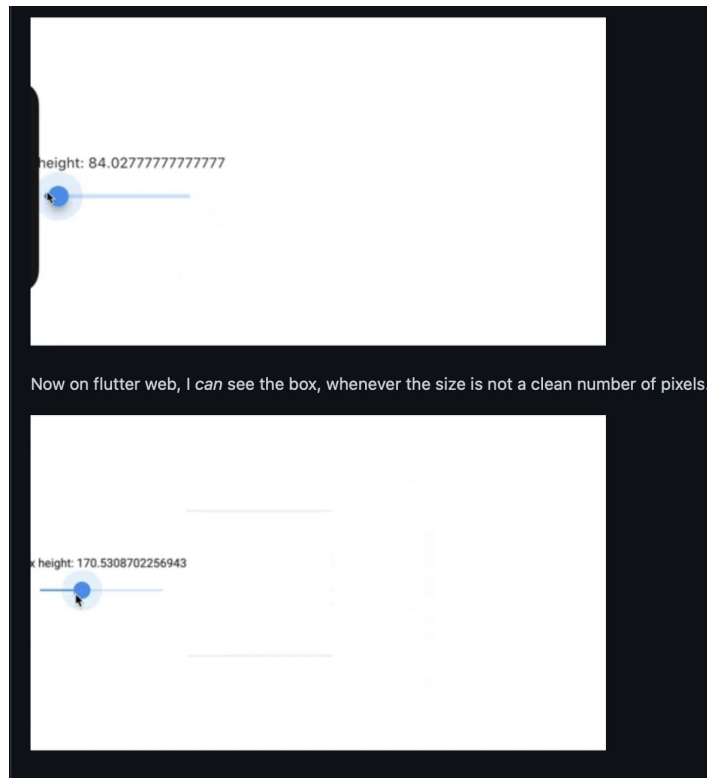 height: 84.02777777777777
Now on flutter web, I can see the box, whenever the size is not a clean number of pixels.
x height: 170.5308702256943